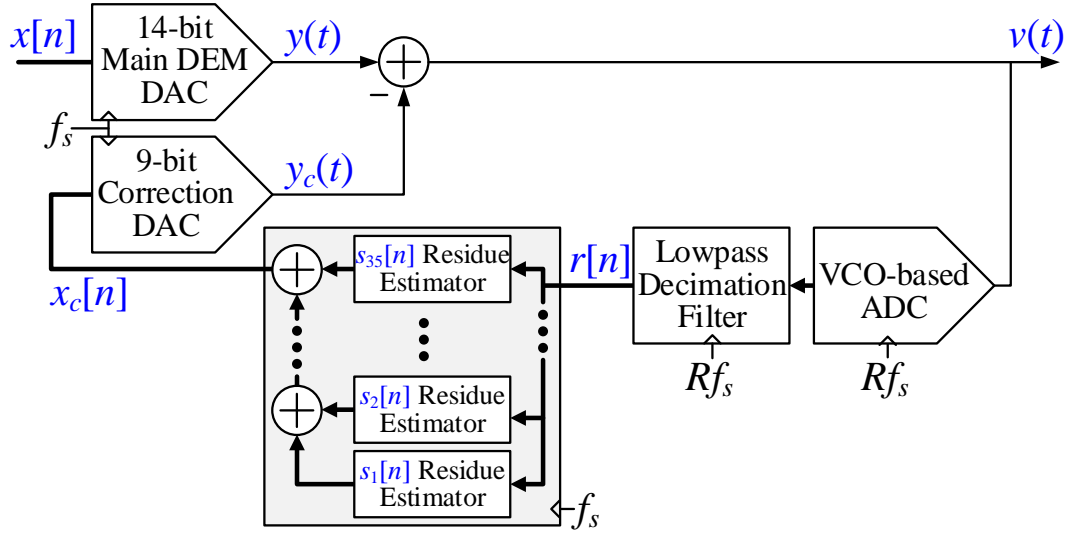 x[n]
14-bit
Main DEM
DAC
y(t)
v(t)
f_s
9-bit
Correction
DAC
y_c(t)
−
x_c[n]
s_35[n] Residue
Estimator
s_2[n] Residue
Estimator
s_1[n] Residue
Estimator
f_s
r[n]
Lowpass
Decimation
Filter
Rf_s
VCO-based
ADC
Rf_s